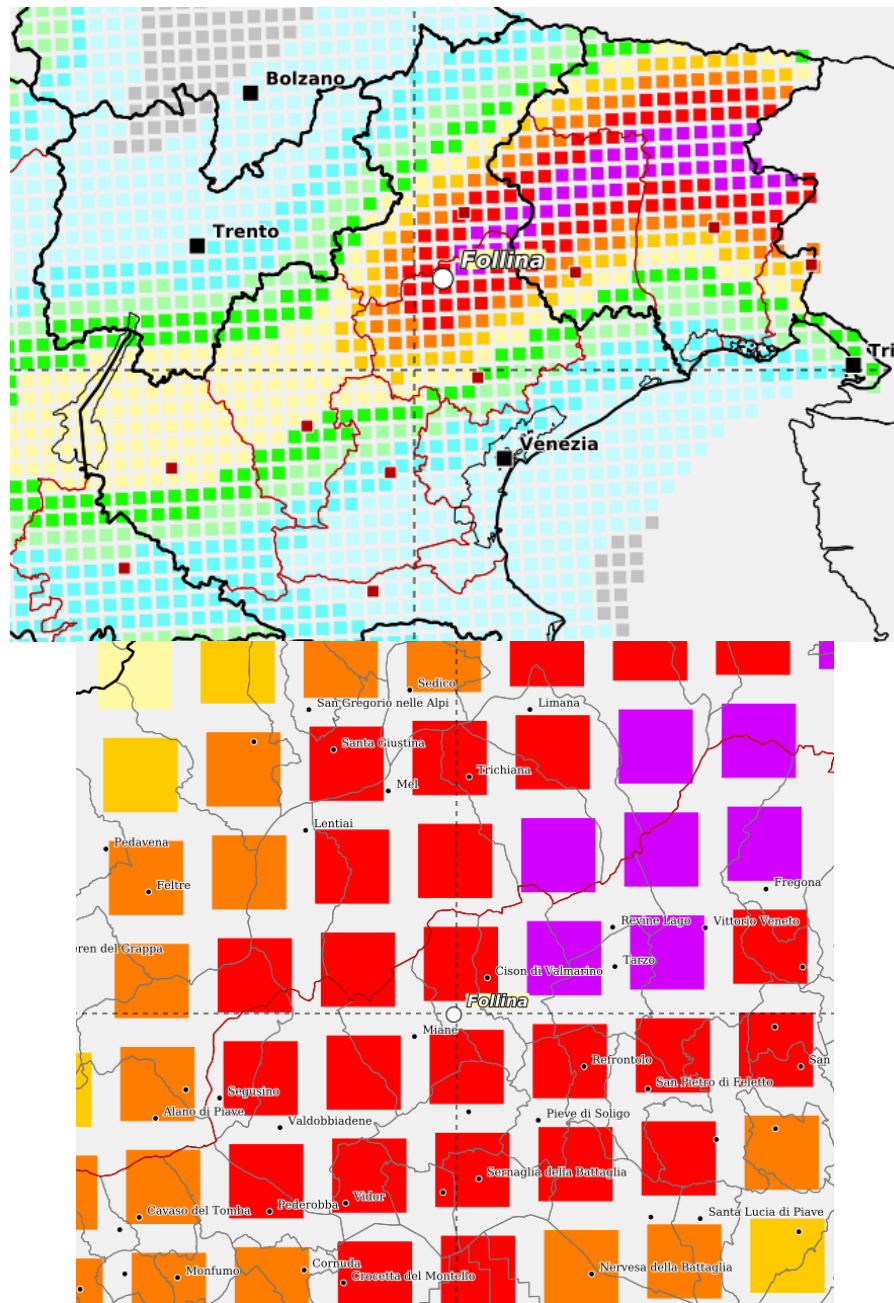 Bolzano
Trento
Follina
Tri
Venezia
Sedico
San Gregorio nelle Alpi
Limana
Santa Giustina
Trichiana
Mel
Lentiai
Pedavena
Feltre
Fregona
Revine Lago
Vittorio Veneto
eren del Grappa
Tarzo
Cison di Valmarino
Follina
Miane
Refrontolo
San
San Pietro di Feletto
Segusino
Alano di Piave
Valdobbiadene
Pieve di Soligo
Sernaglia della Battaglia
Vidor
Pederobba
Cavaso del Tomba
Santa Lucia di Piave
Cornuda
Monfumo
Crocetta del Montello
Nervesa della Battaglia